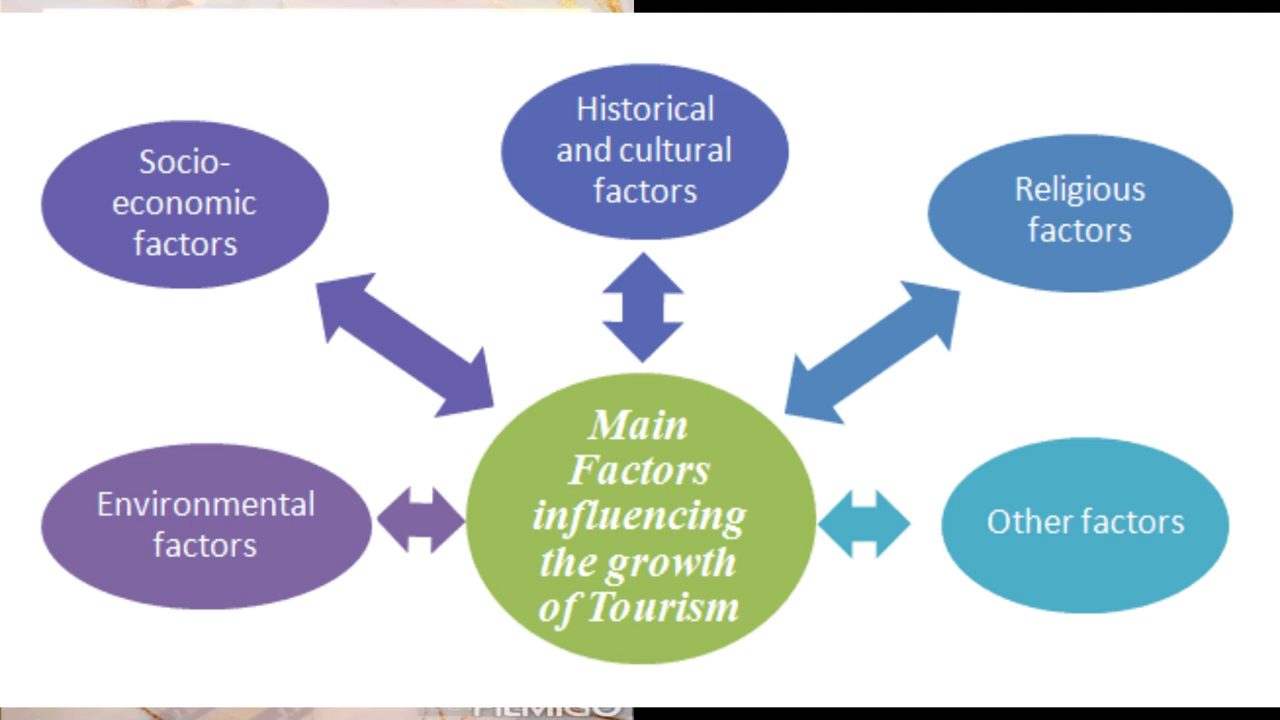 Historical
and cultural
factors
Socio-
economic
factors
Religious
factors
Main
Factors
influencing
the growth
of Tourism
Environmental
factors
Other factors
FILMIGO